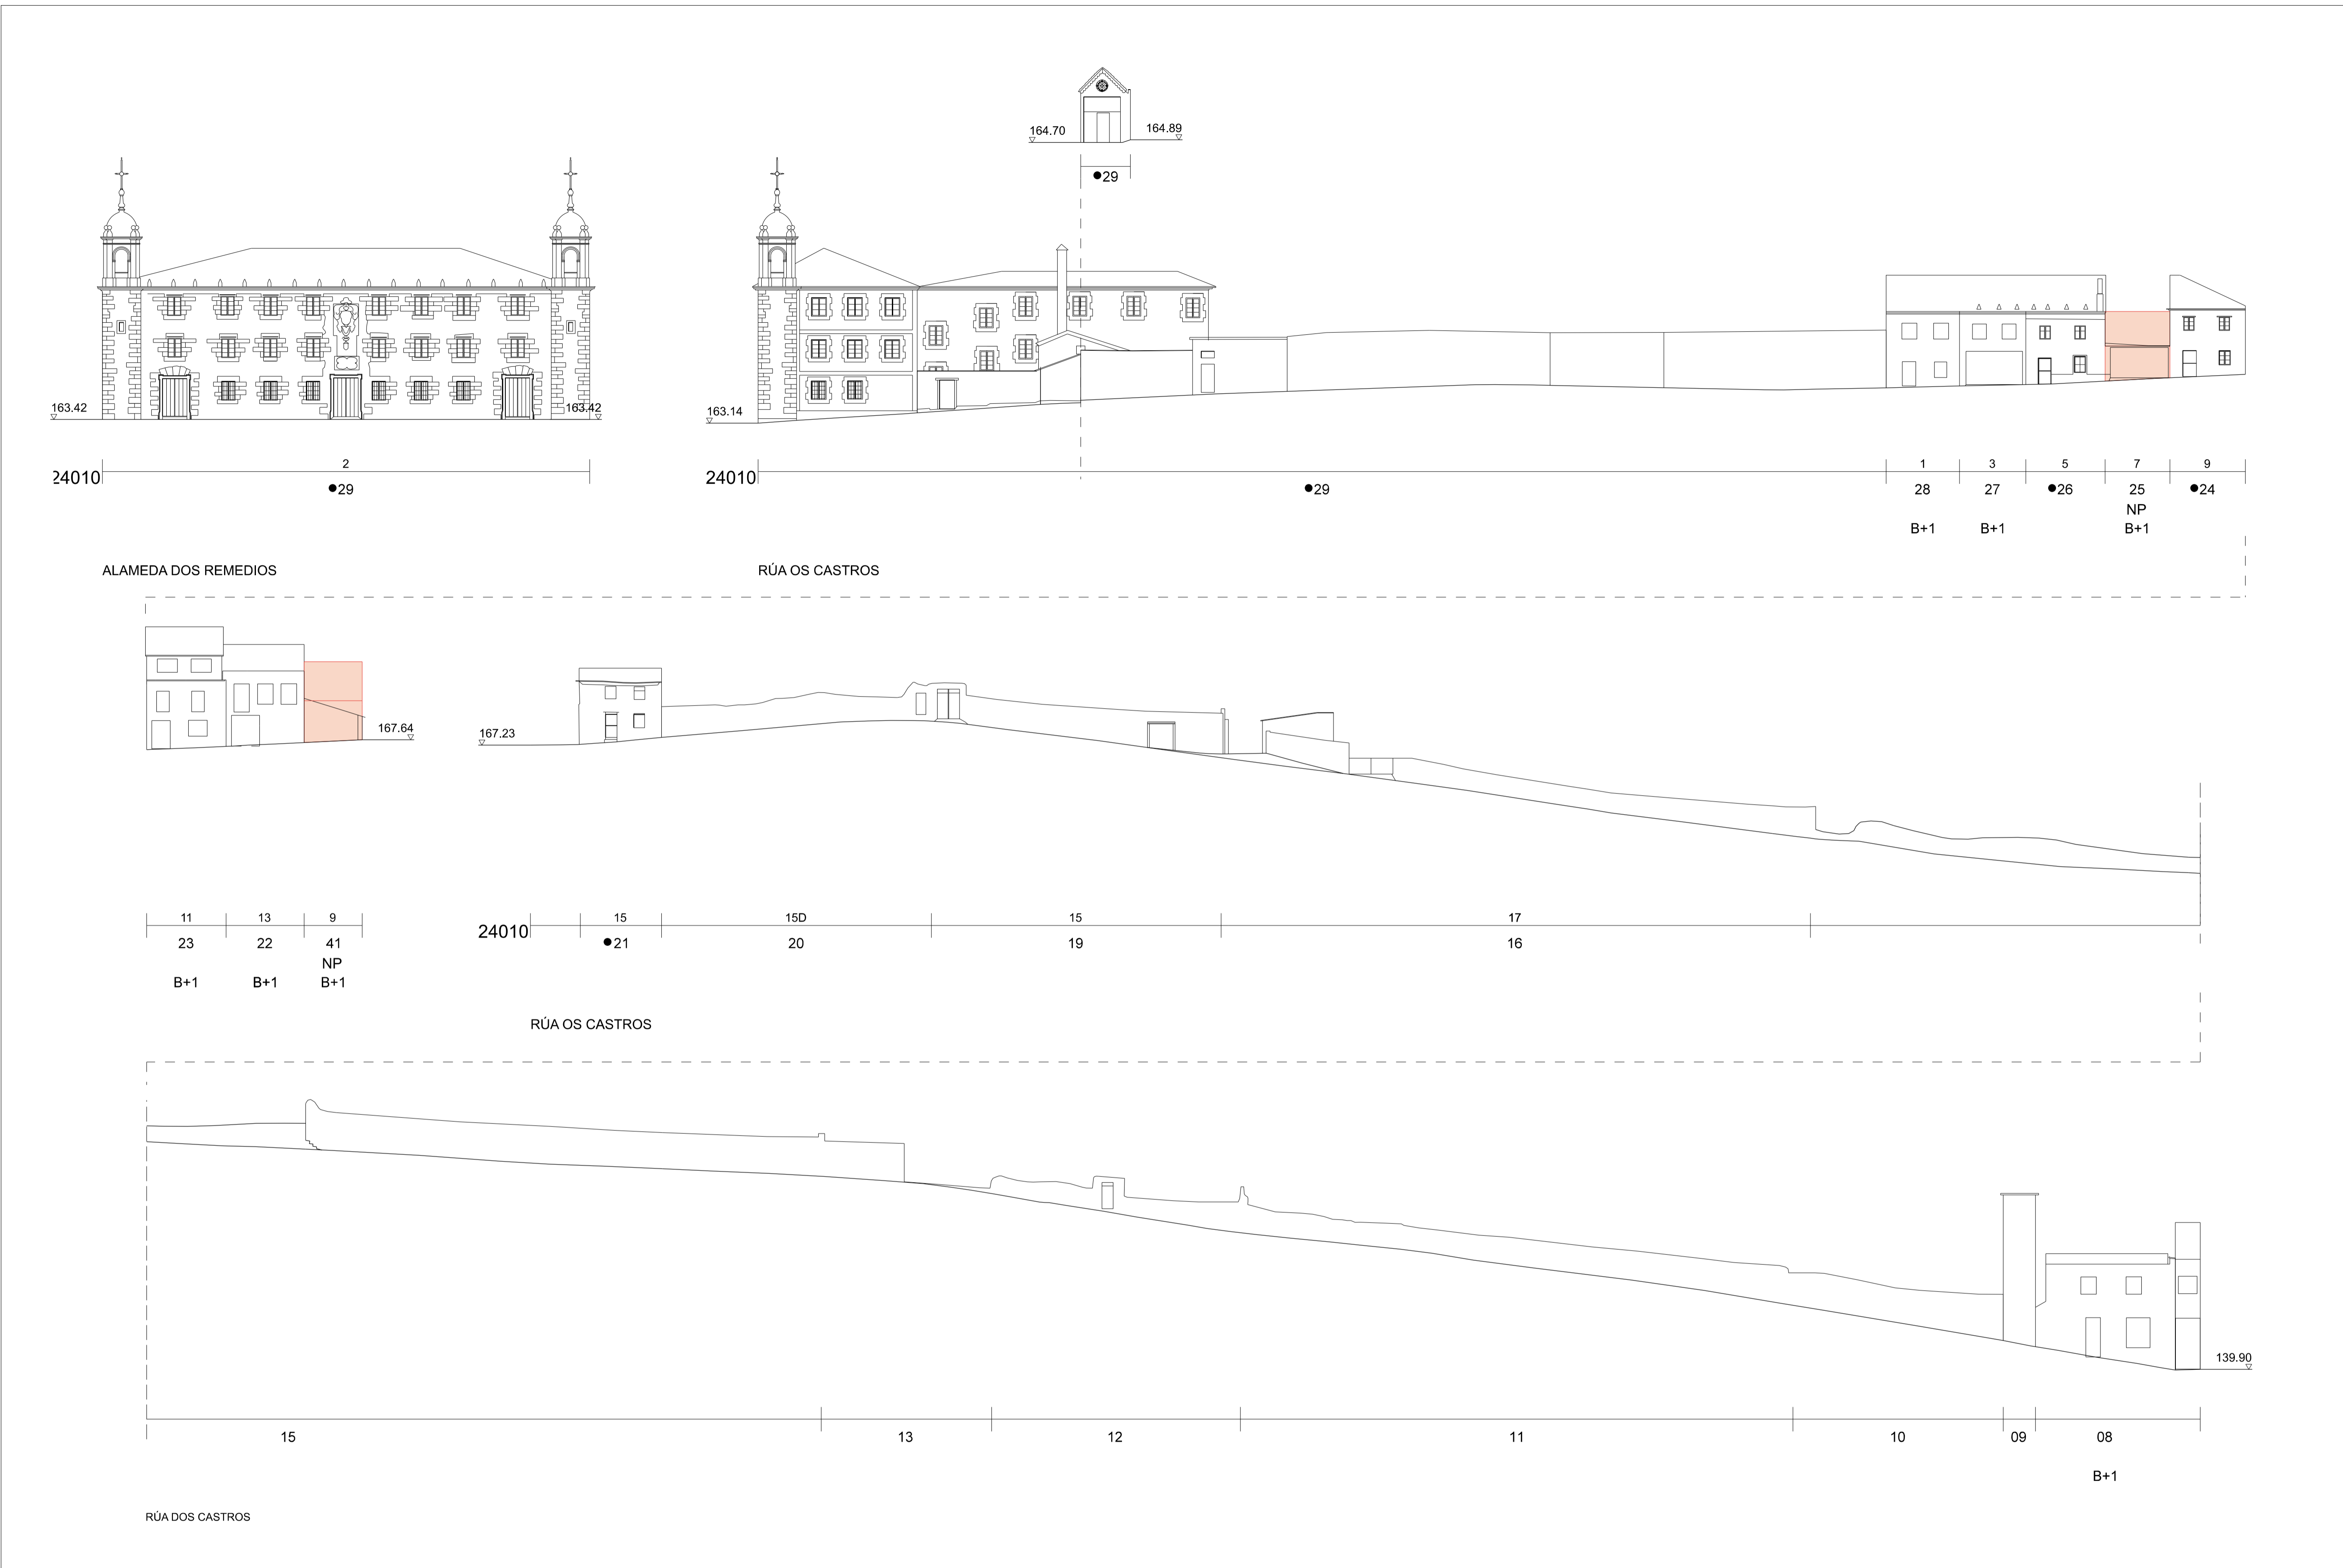 164.70 164.89
●29
163.42 163.42
163.14
2
24010
●29
24010
●29
1 3 5 7 9
28 27 ●26 25 ●24
NP
B+1 B+1 B+1
ALAMEDA DOS REMEDIOS
RÚA OS CASTROS
167.64
167.23
11 13 9
23 22 41
NP
B+1 B+1 B+1
24010
15 15D 15 17
●21 20 19 16
RÚA OS CASTROS
139.90
15 13 12 11 10 09 08
B+1
RÚA DOS CASTROS